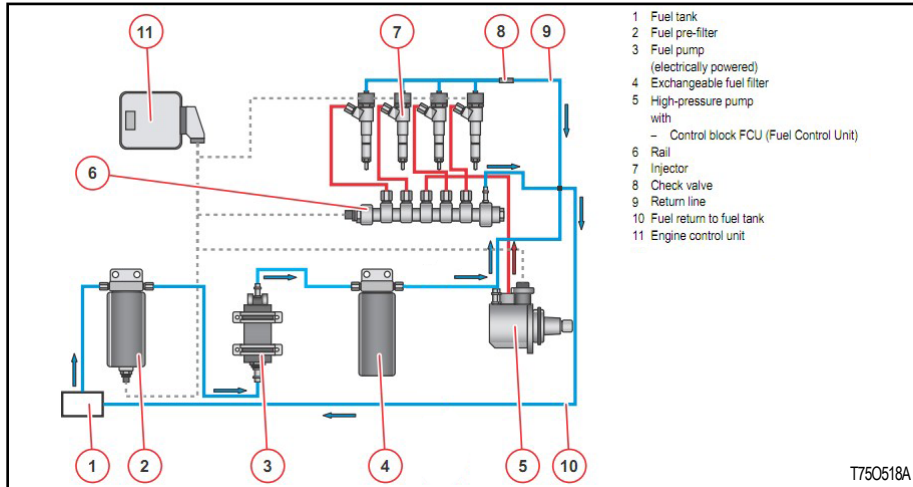 11
7
8
9
6
1
2
3
4
5
10
1 Fuel tank
2 Fuel pre-filter
3 Fuel pump
(electrically powered)
4 Exchangeable fuel filter
5 High-pressure pump
with
– Control block FCU (Fuel Control Unit)
6 Rail
7 Injector
8 Check valve
9 Return line
10 Fuel return to fuel tank
11 Engine control unit
T75O518A